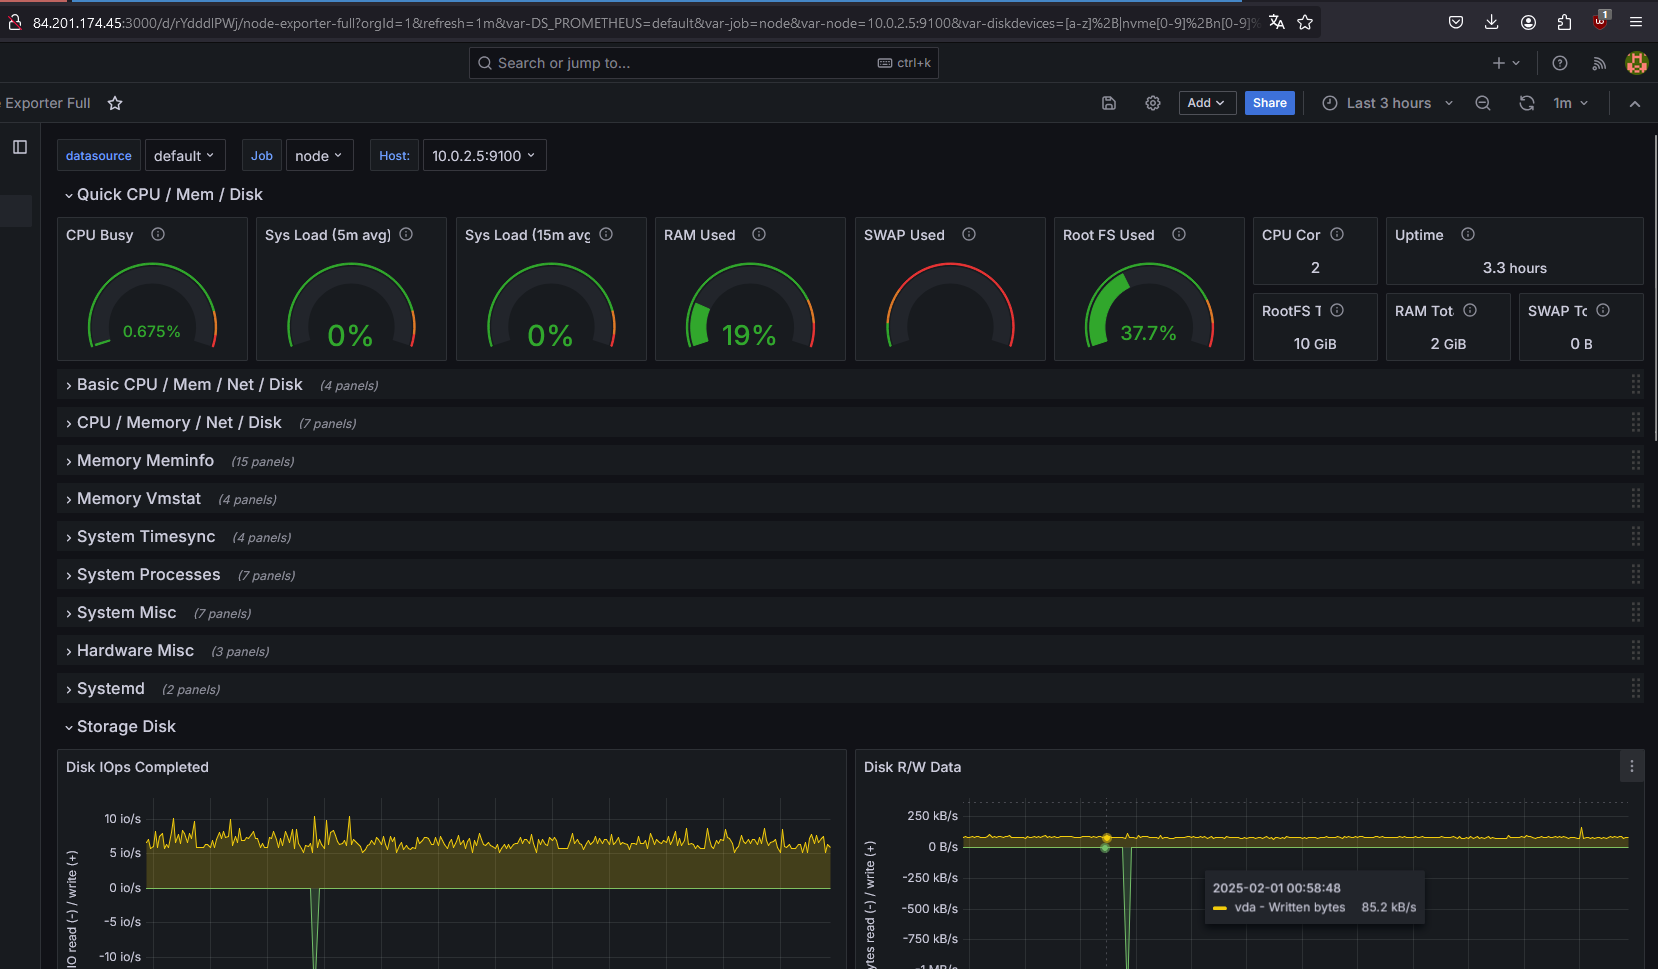 84.201.174.45:3000/d/rYdddlPWj/node-exporter-full?orgId=1&refresh=1m&var-DS_PROMETHEUS=default&var-job=node&var-node=10.0.2.5:9100&var-diskdevices=[a-z]%2B|nvme[0-9]%2Bn[0-9]%
1
Search or jump to...
ctrl+k
Exporter Full
Add
Share
Last 3 hours
1m
datasource
default
Job
node
Host:
10.0.2.5:9100
Quick CPU / Mem / Disk
CPU Busy
0.675%
Sys Load (5m avg)
0%
Sys Load (15m avg
0%
RAM Used
19%
SWAP Used
Root FS Used
37.7%
CPU Cor
2
Uptime
3.3 hours
RootFS T
10 GiB
RAM Tot
2 GiB
SWAP To
0 B
Basic CPU / Mem / Net / Disk (4 panels)
CPU / Memory / Net / Disk (7 panels)
Memory Meminfo (15 panels)
Memory Vmstat (4 panels)
System Timesync (4 panels)
System Processes (7 panels)
System Misc (7 panels)
Hardware Misc (3 panels)
Systemd (2 panels)
Storage Disk
Disk IOps Completed
IO read (-) / write (+)
10 io/s
5 io/s
0 io/s
-5 io/s
-10 io/s
Disk R/W Data
bytes read (-) / write (+)
250 kB/s
0 B/s
-250 kB/s
-500 kB/s
-750 kB/s
-1 MB/s
2025-02-01 00:58:48
vda - Written bytes 85.2 kB/s